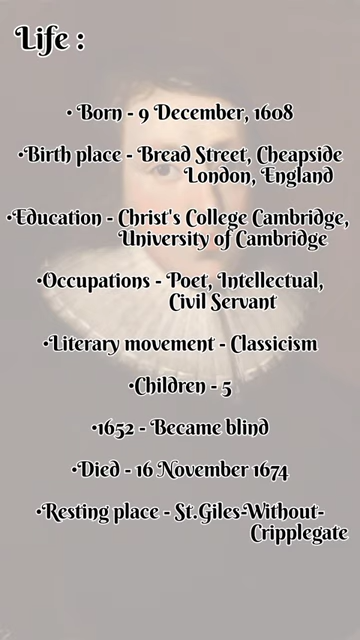 Life :
• Born - 9 December, 1608
•Birth place - Bread Street, Cheapside
London, England
•Education - Christ's College Cambridge,
University of Cambridge
•Occupations - Poet, Intellectual,
Civil Servant
•Literary movement - Classicism
•Children - 5
•1652 - Became blind
•Died - 16 November 1674
•Resting place - St.Giles-Without-
Cripplegate